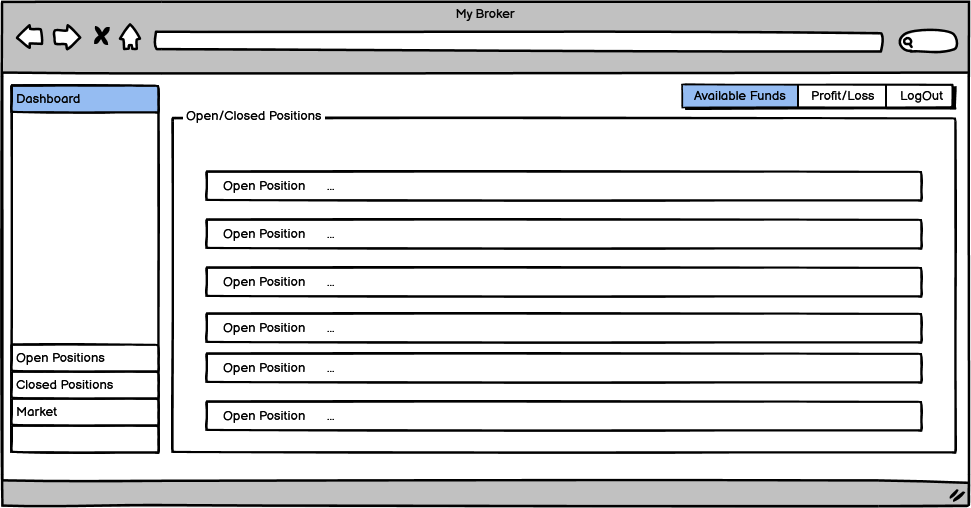 My Broker
Dashboard
Available Funds
Profit/Loss
LogOut
Open/Closed Positions
Open Position ...
Open Position ...
Open Position ...
Open Position ...
Open Position ...
Open Position ...
Open Positions
Closed Positions
Market